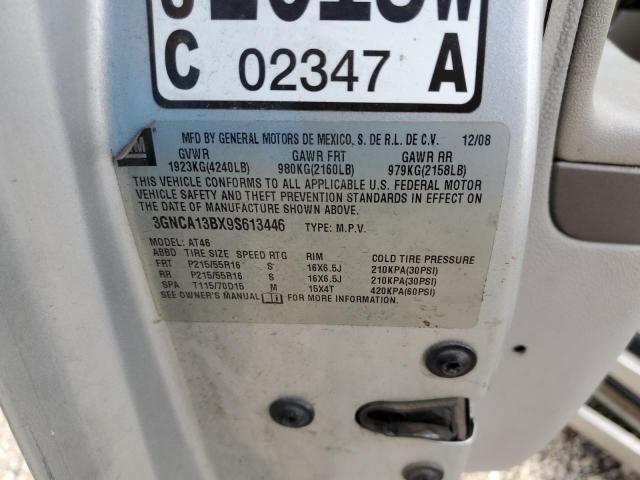 C 02347 A
GM
MFD BY GENERAL MOTORS DE MEXICO, S. DE R.L. DE C.V. 12/08
GVWR GAWR FRT GAWR RR
1923KG(4240LB) 980KG(2160LB) 979KG(2158LB)
THIS VEHICLE CONFORMS TO ALL APPLICABLE U.S. FEDERAL MOTOR
VEHICLE SAFETY AND THEFT PREVENTION STANDARDS IN EFFECT ON
THE DATE OF MANUFACTURE SHOWN ABOVE.
3GNCA13BX9S613446 TYPE: M.P.V.
MODEL: AT46
ABBD TIRE SIZE SPEED RTG RIM COLD TIRE PRESSURE
FRT P215/55R16 S 16X6.5J 210KPA(30PSI)
RR P215/55R16 S 16X6.5J 210KPA(30PSI)
SPA T115/70D15 M 15X4T 420KPA(60PSI)
SEE OWNER'S MANUAL FOR MORE INFORMATION.